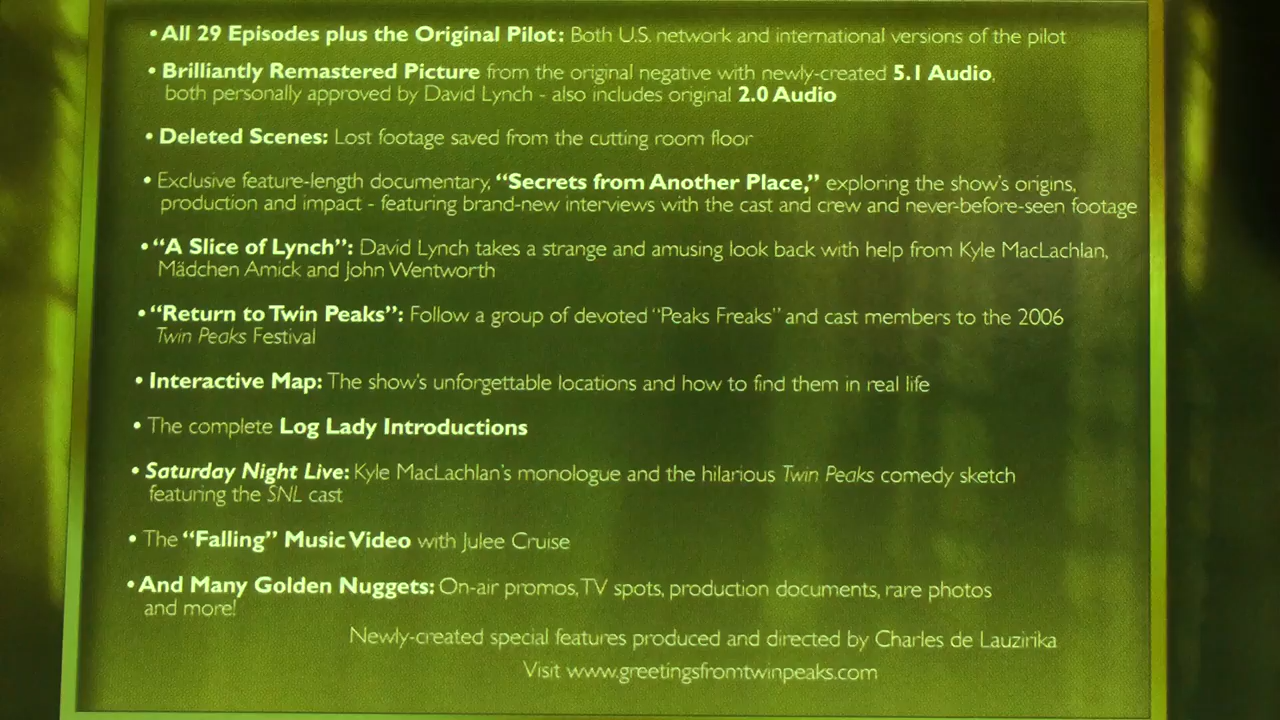 • All 29 Episodes plus the Original Pilot: Both U.S. network and international versions of the pilot
• Brilliantly Remastered Picture from the original negative with newly-created 5.1 Audio,
both personally approved by David Lynch - also includes original 2.0 Audio
• Deleted Scenes: Lost footage saved from the cutting room floor
• Exclusive feature-length documentary, “Secrets from Another Place,” exploring the show's origins,
production and impact - featuring brand-new interviews with the cast and crew and never-before-seen footage
• “A Slice of Lynch”: David Lynch takes a strange and amusing look back with help from Kyle MacLachlan,
Mädchen Amick and John Wentworth
• “Return to Twin Peaks”: Follow a group of devoted “Peaks Freaks” and cast members to the 2006
Twin Peaks Festival
• Interactive Map: The show's unforgettable locations and how to find them in real life
• The complete Log Lady Introductions
• Saturday Night Live: Kyle MacLachlan's monologue and the hilarious Twin Peaks comedy sketch
featuring the SNL cast
• The “Falling” Music Video with Julee Cruise
• And Many Golden Nuggets: On-air promos, TV spots, production documents, rare photos
and more!
Newly-created special features produced and directed by Charles de Lauzirika
Visit www.greetingsfromtwinpeaks.com